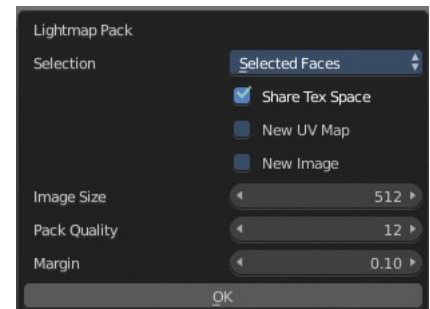 Lightmap Pack
Selection Selected Faces
Share Tex Space
New UV Map
New Image
Image Size 512
Pack Quality 12
Margin 0.10
OK